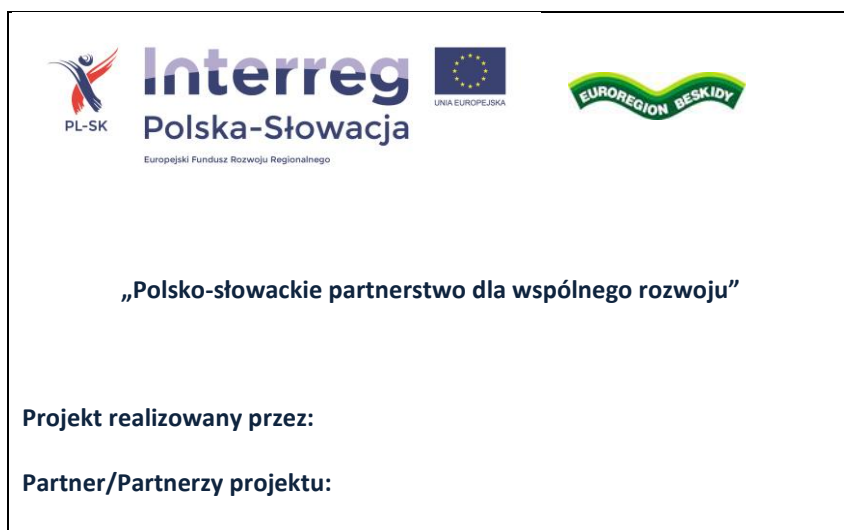 Interreg
PL-SK
Polska-Słowacja
UNIA EUROPEJSKA
Europejski Fundusz Rozwoju Regionalnego
EUROREGION BESKIDY
„Polsko-słowackie partnerstwo dla wspólnego rozwoju”
Projekt realizowany przez:
Partner/Partnerzy projektu: